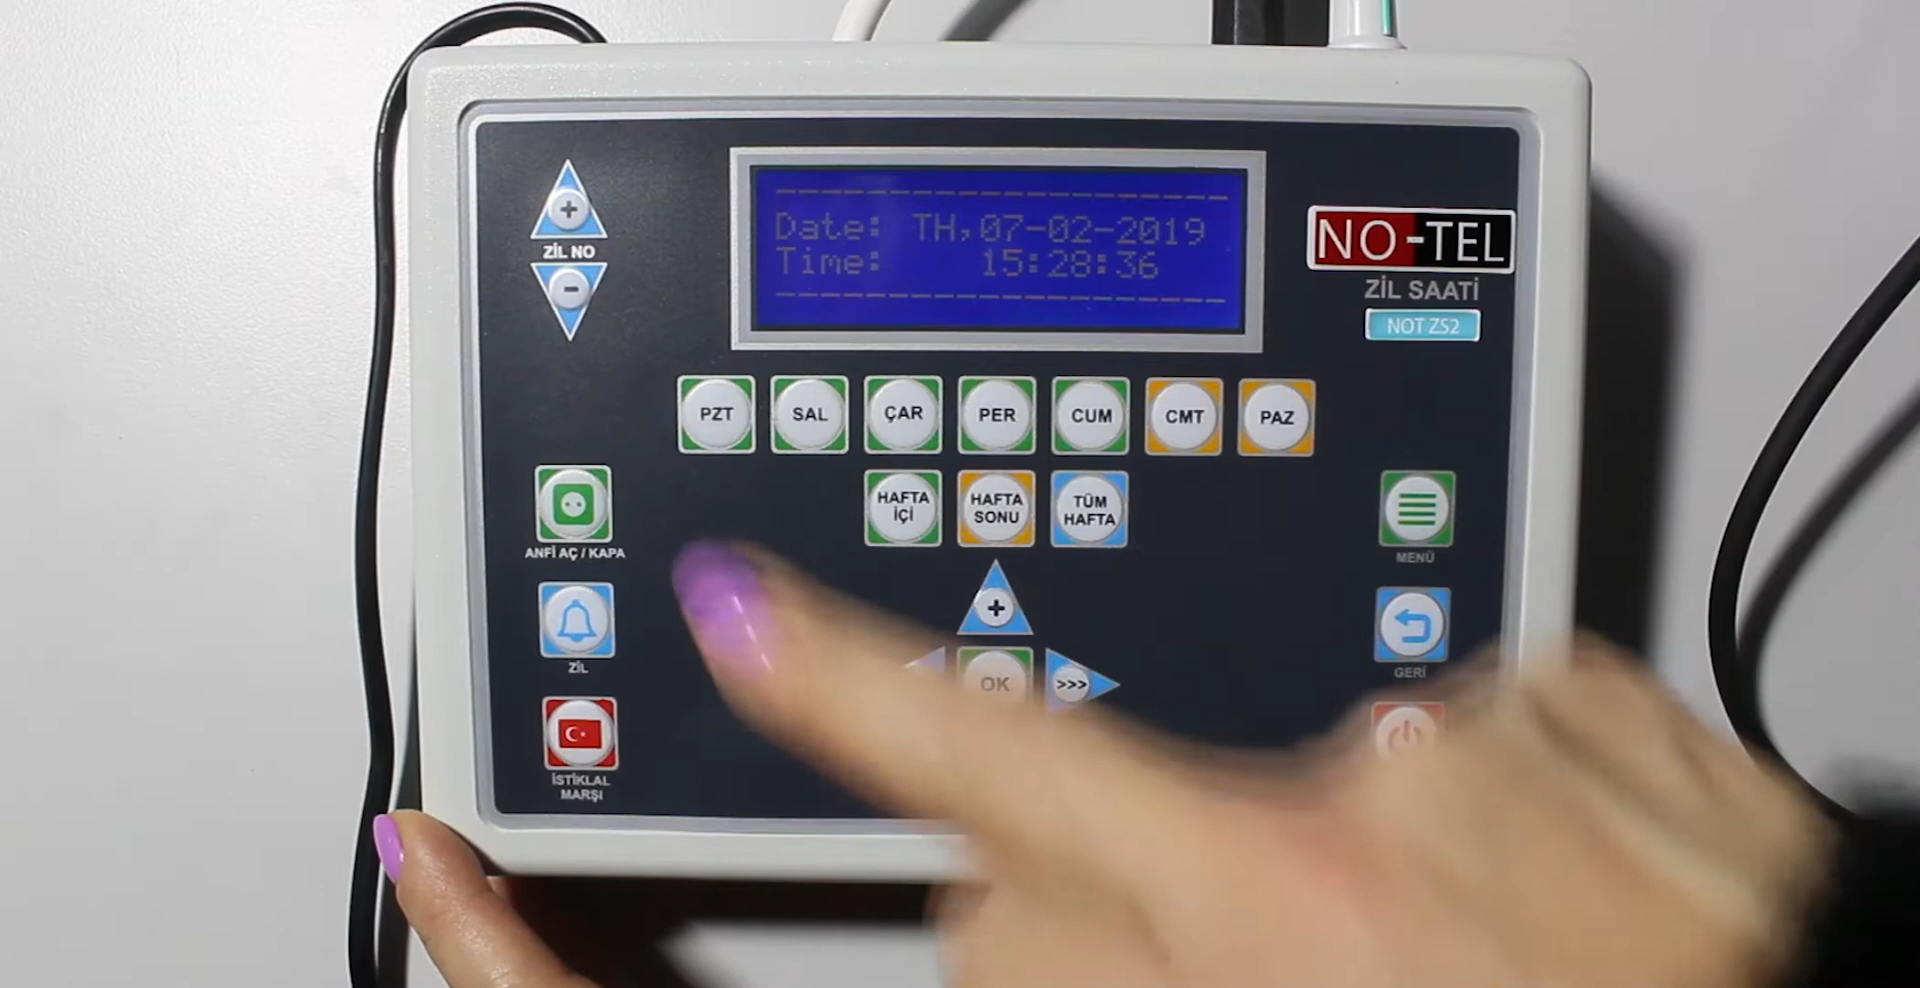 Date: TH,07-02-2019
Time: 15:28:36
+
ZİL NO
-
NO-TEL
ZİL SAATİ
NOT ZS2
PZT SAL ÇAR PER CUM CMT PAZ
HAFTA İÇİ
HAFTA SONU
TÜM HAFTA
ANFİ AÇ / KAPA
MENÜ
+
ZİL
OK
>>>
GERİ
İSTİKLAL
MARŞI